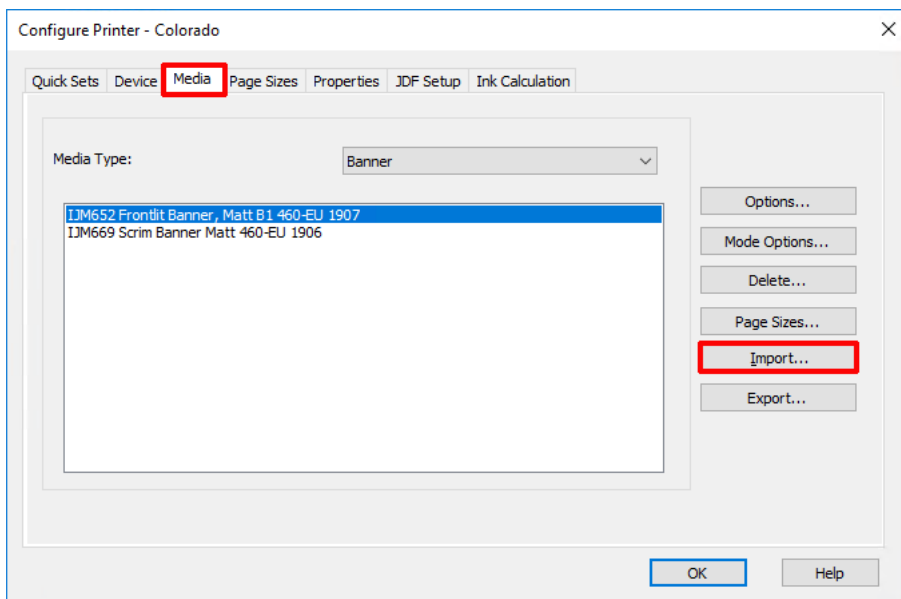 Configure Printer - Colorado
Quick Sets Device Media Page Sizes Properties JDF Setup Ink Calculation
Media Type: Banner
IJM652 Frontlit Banner, Matt B1 460-EU 1907
IJM669 Scrim Banner Matt 460-EU 1906
Options...
Mode Options...
Delete...
Page Sizes...
Import...
Export...
OK Help